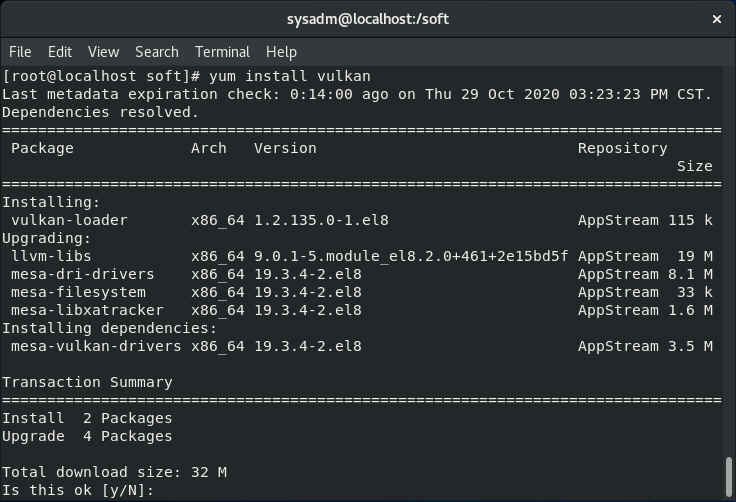 sysadm@localhost:/soft ×
File Edit View Search Terminal Help
[root@localhost soft]# yum install vulkan
Last metadata expiration check: 0:14:00 ago on Thu 29 Oct 2020 03:23:23 PM CST.
Dependencies resolved.
================================================================================
 Package             Arch   Version                             Repository
                                                                           Size
================================================================================
Installing:
 vulkan-loader       x86_64 1.2.135.0-1.el8                     AppStream 115 k
Upgrading:
 llvm-libs           x86_64 9.0.1-5.module_el8.2.0+461+2e15bd5f AppStream  19 M
 mesa-dri-drivers    x86_64 19.3.4-2.el8                        AppStream 8.1 M
 mesa-filesystem     x86_64 19.3.4-2.el8                        AppStream  33 k
 mesa-libxatracker   x86_64 19.3.4-2.el8                        AppStream 1.6 M
Installing dependencies:
 mesa-vulkan-drivers x86_64 19.3.4-2.el8                        AppStream 3.5 M

Transaction Summary
================================================================================
Install  2 Packages
Upgrade  4 Packages

Total download size: 32 M
Is this ok [y/N]: